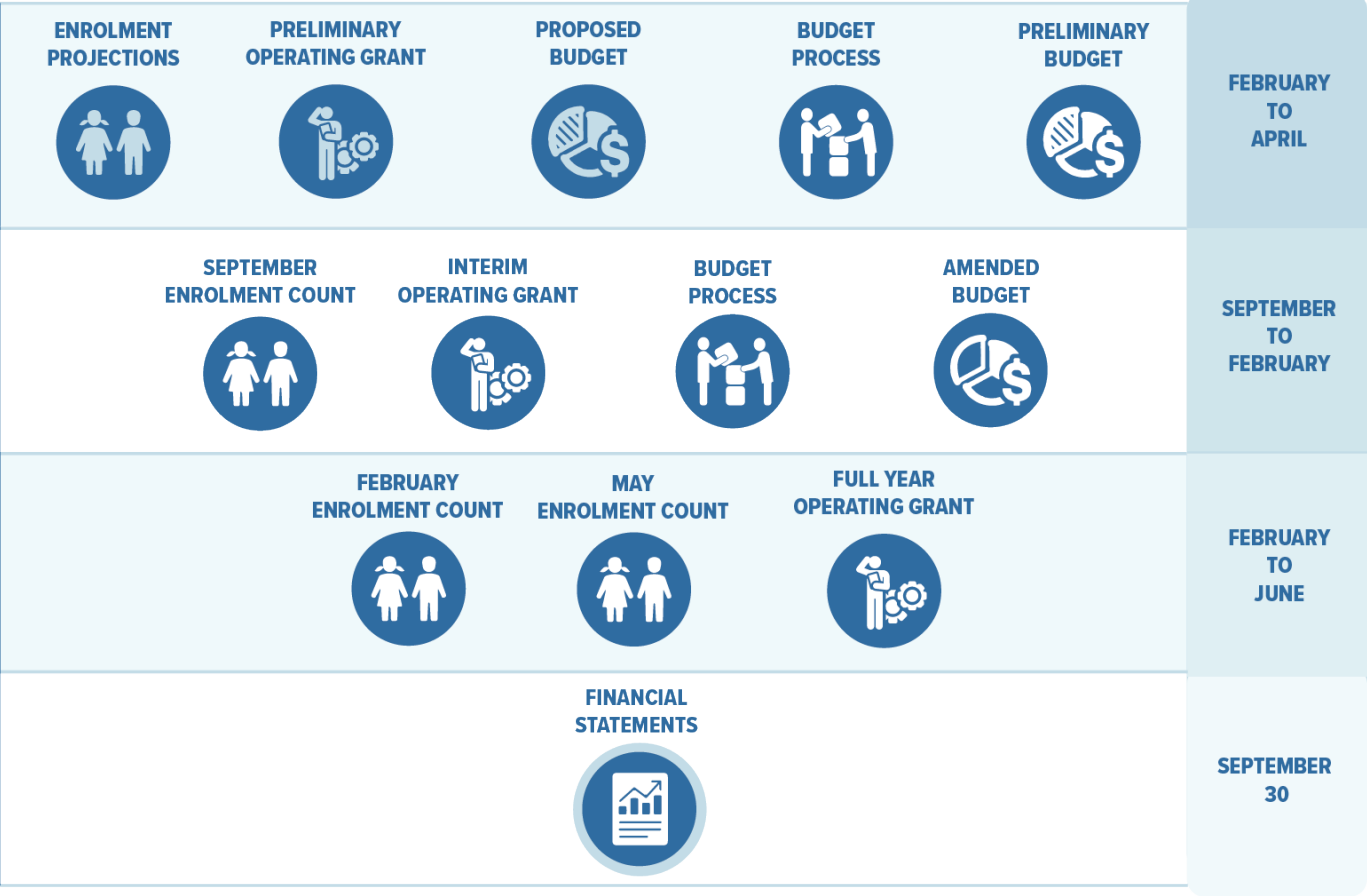 ENROLMENT
PROJECTIONS
PRELIMINARY
OPERATING GRANT
PROPOSED
BUDGET
BUDGET
PROCESS
PRELIMINARY
BUDGET
FEBRUARY
TO
APRIL
SEPTEMBER
ENROLMENT COUNT
INTERIM
OPERATING GRANT
BUDGET
PROCESS
AMENDED
BUDGET
SEPTEMBER
TO
FEBRUARY
FEBRUARY
ENROLMENT COUNT
MAY
ENROLMENT COUNT
FULL YEAR
OPERATING GRANT
FEBRUARY
TO
JUNE
FINANCIAL
STATEMENTS
SEPTEMBER
30